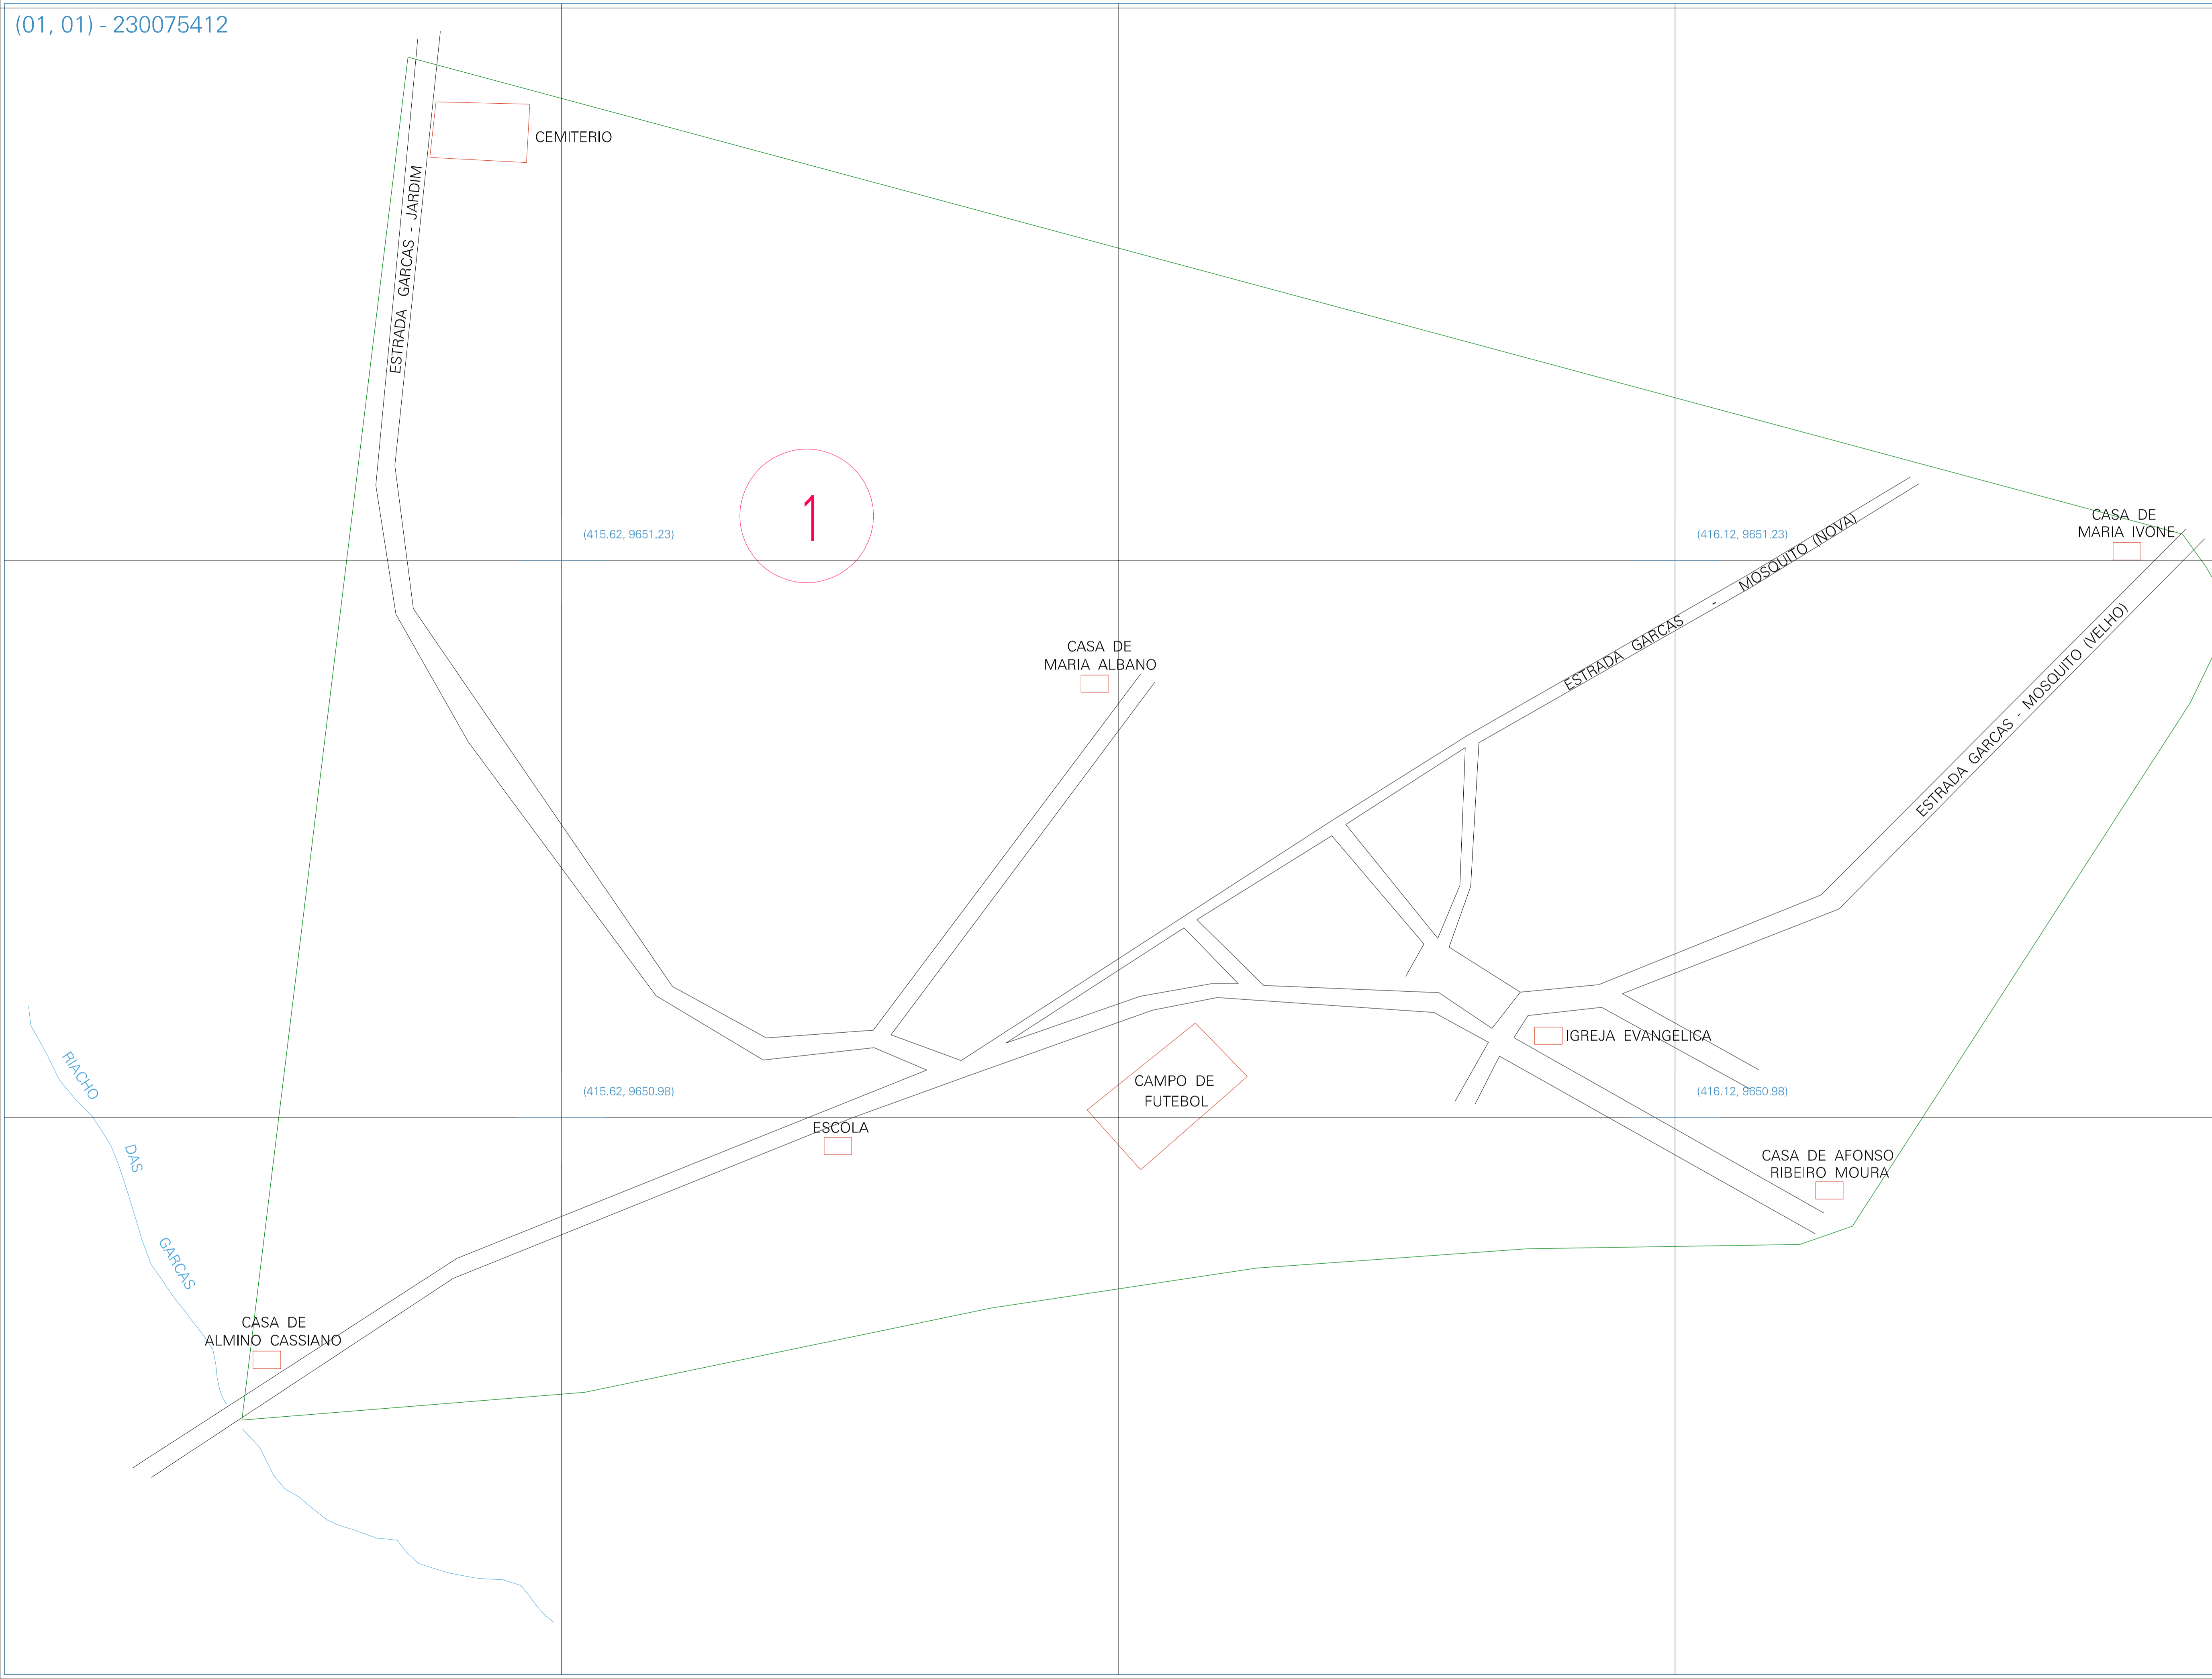 (01, 01) - 230075412
CEMITERIO
ESTRADA GARCAS - JARDIM
1
(415.62, 9651.23)
(416.12, 9651.23)
CASA DE
MARIA IVONE
ESTRADA GARCAS - MOSQUITO (NOVA)
CASA DE
MARIA ALBANO
ESTRADA GARCAS - MOSQUITO (VELHO)
IGREJA EVANGELICA
RIACHO DAS GARCAS
CAMPO DE
FUTEBOL
(415.62, 9650.98)
(416.12, 9650.98)
ESCOLA
CASA DE AFONSO
RIBEIRO MOURA
CASA DE
ALMINO CASSIANO